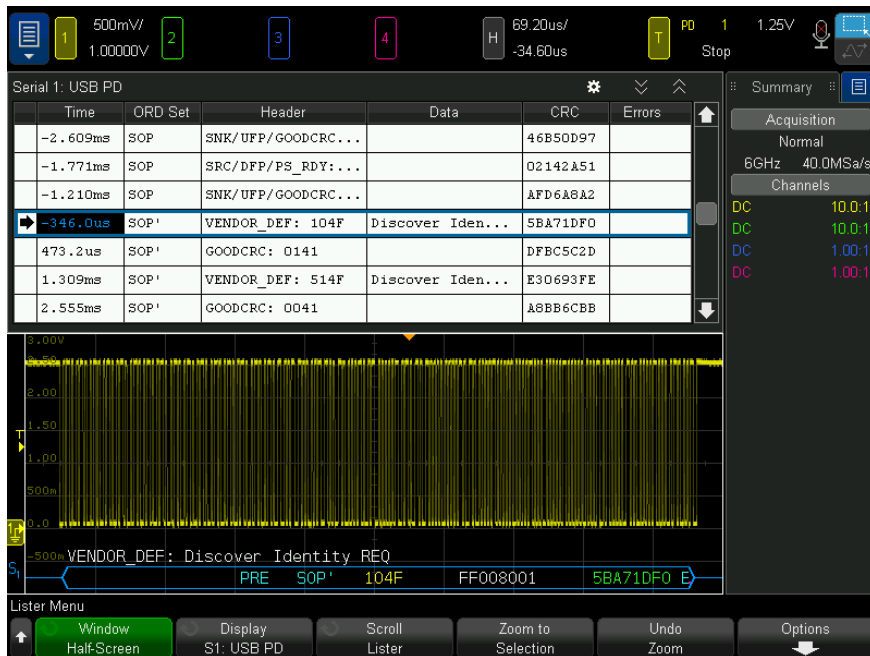 1 500mV/ 2 3 4 H 69.20us/ T PD 1 1.25V
1.00000V -34.60us Stop
Serial 1: USB PD
Time ORD Set Header Data CRC Errors
-2.609ms SOP SNK/UFP/GOODCRC... 46B50D97
-1.771ms SOP SRC/DFP/PS_RDY:... 02142A51
-1.210ms SOP SNK/UFP/GOODCRC... AFD6A8A2
-346.0us SOP' VENDOR_DEF: 104F Discover Iden... 5BA71DF0
473.2us SOP' GOODCRC: 0141 DFBC5C2D
1.309ms SOP' VENDOR_DEF: 514F Discover Iden... E30693FE
2.555ms SOP' GOODCRC: 0041 A8BB6CBB
Summary
Acquisition
Normal
6GHz 40.0MSa/s
Channels
DC 10.0:1
DC 10.0:1
DC 1.00:1
DC 1.00:1
3.00V
2.50
2.00
T 1.50
1.00
500m
1 0.0
-500m VENDOR_DEF: Discover Identity REQ
S1 PRE SOP' 104F FF008001 5BA71DF0 E
Lister Menu
Window Display Scroll Zoom to Undo Options
Half-Screen S1: USB PD Lister Selection Zoom